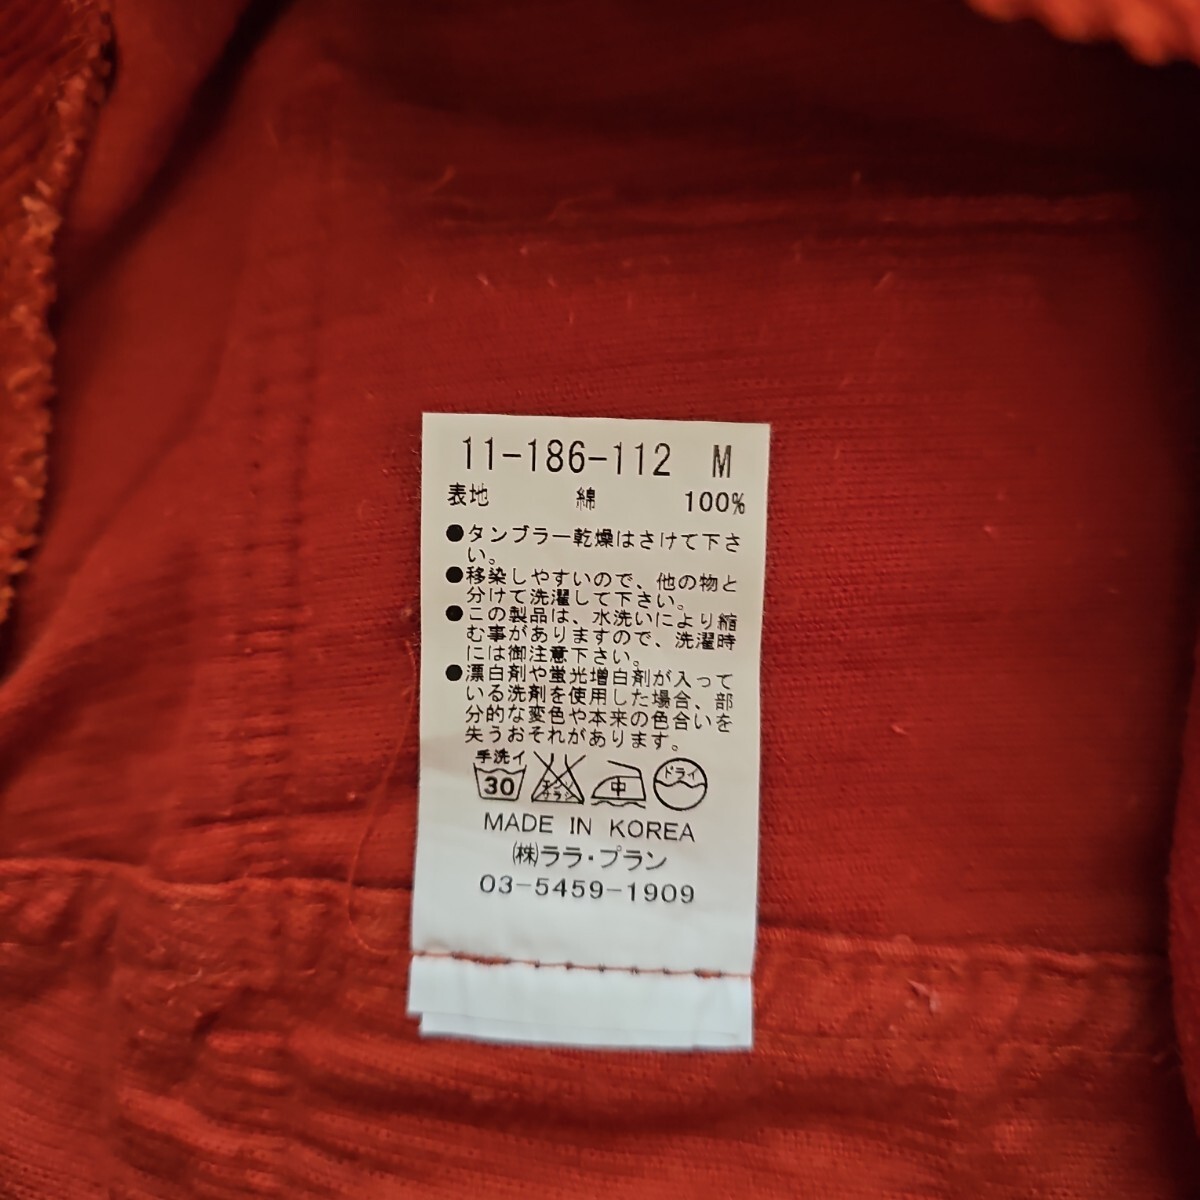 11-186-112 M
表地 綿 100%
●タンブラー乾燥はさけて下さ
い。
●移染しやすいので、他の物と
分けて洗濯して下さい。
●この製品は、水洗いにより縮
む事がありますので、洗濯時
には御注意下さい。
●漂白剤や蛍光増白剤が入って
いる洗剤を使用した場合、部
分的な変色や本来の色合いを
失うおそれがあります。
手洗イ
30 エンソサラシ 中 ドライ
MADE IN KOREA
㈱ララ・プラン
03-5459-1909